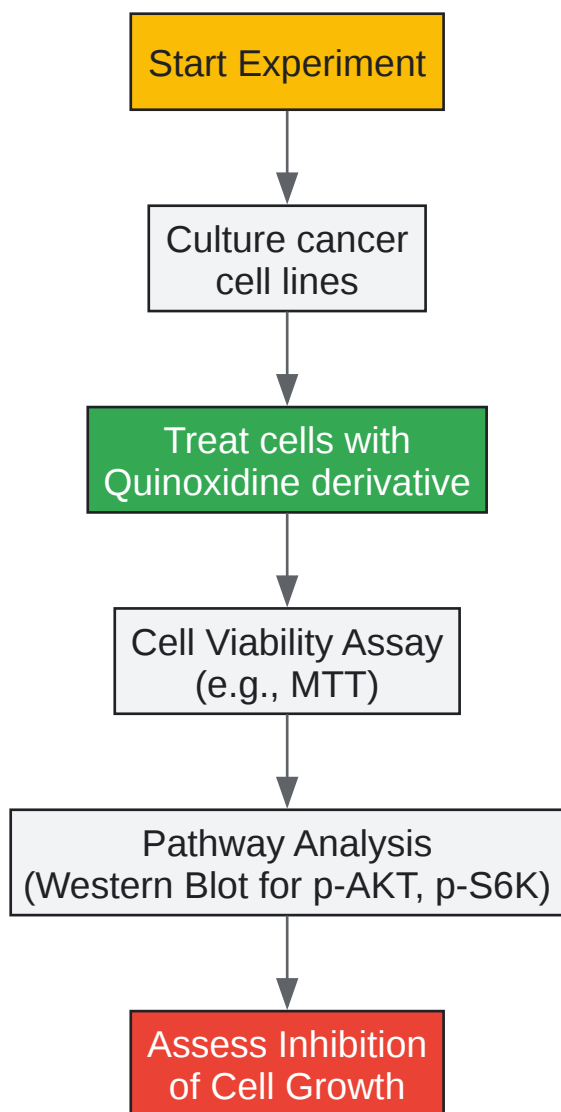 Start Experiment
Culture cancer
cell lines
Treat cells with
Quinoxidine derivative
Cell Viability Assay
(e.g., MTT)
Pathway Analysis
(Western Blot for p-AKT, p-S6K)
Assess Inhibition
of Cell Growth